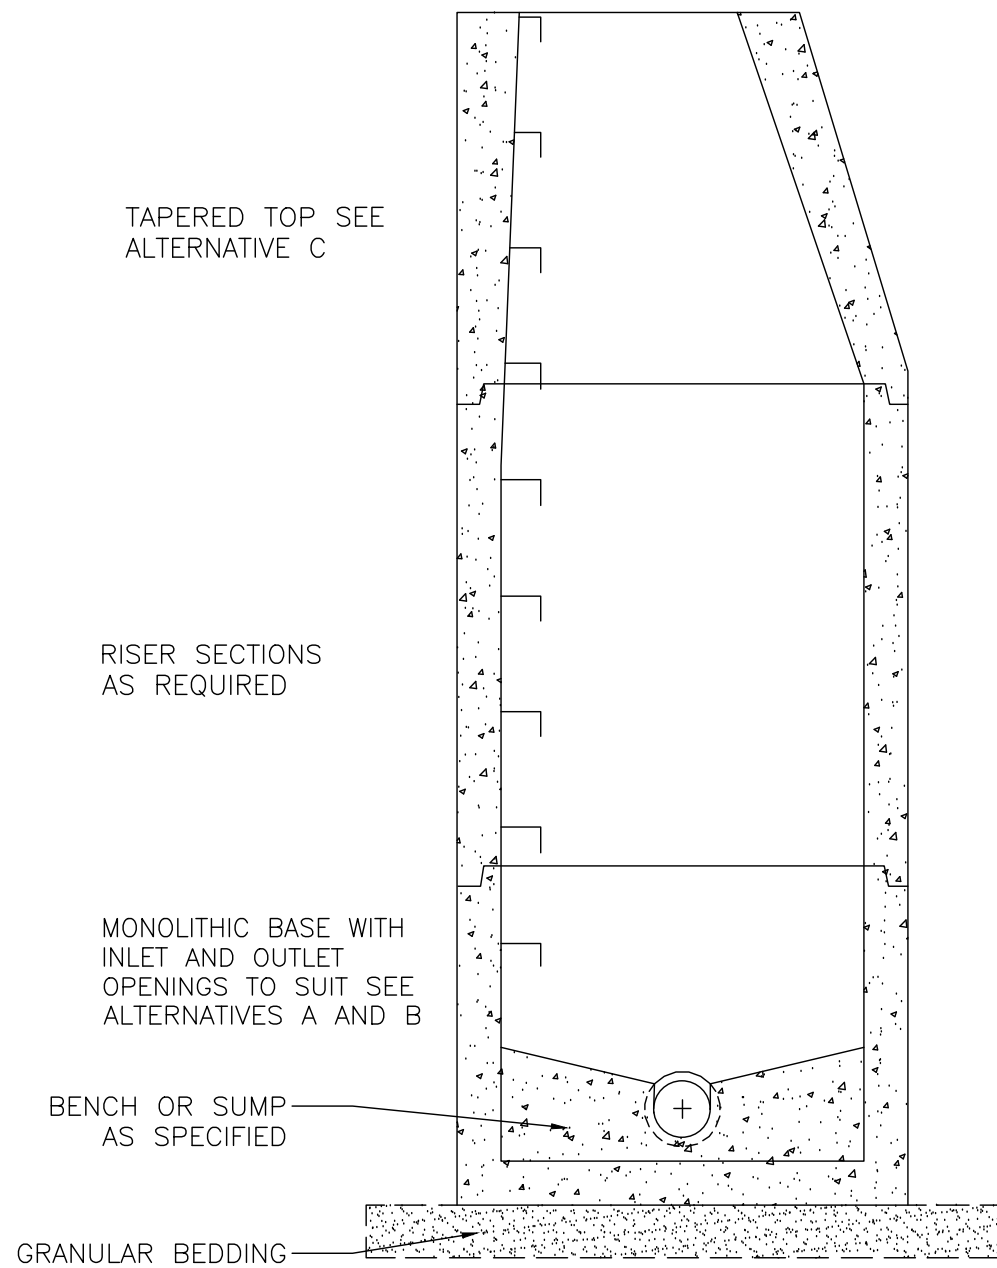 TAPERED TOP SEE
ALTERNATIVE C
RISER SECTIONS
AS REQUIRED
MONOLITHIC BASE WITH
INLET AND OUTLET
OPENINGS TO SUIT SEE
ALTERNATIVES A AND B
BENCH OR SUMP
AS SPECIFIED
GRANULAR BEDDING